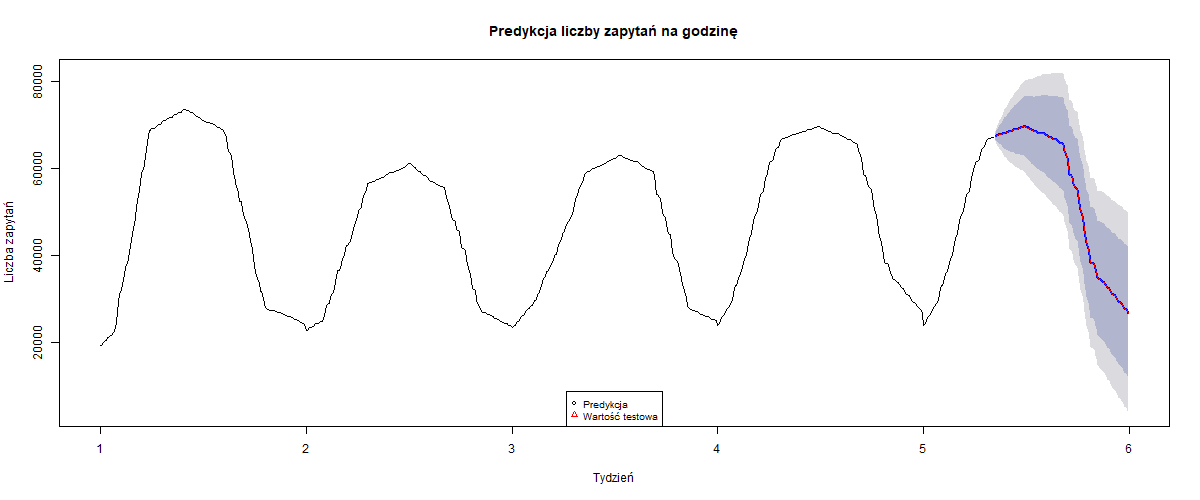 Predykcja liczby zapytań na godzinę
Liczba zapytań
80000
60000
40000
20000
Predykcja
Wartość testowa
1 2 3 4 5 6
Tydzień